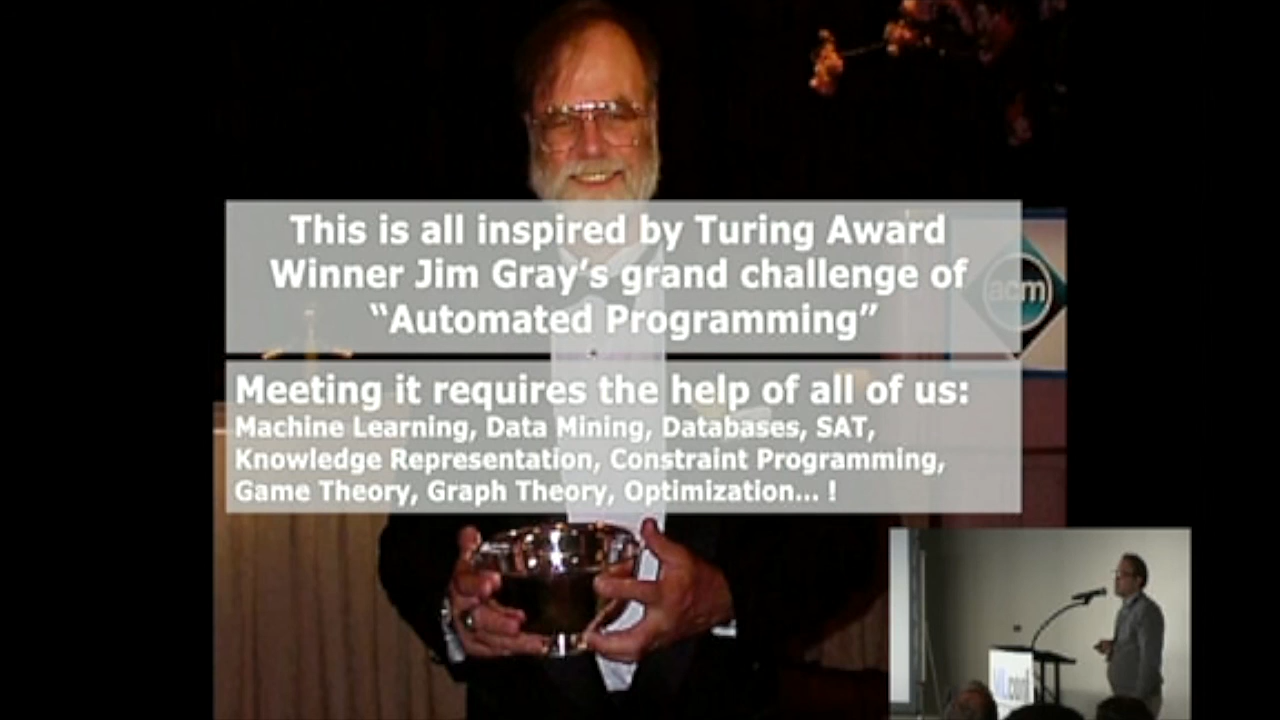 This is all inspired by Turing Award
Winner Jim Gray’s grand challenge of
“Automated Programming”
acm
Meeting it requires the help of all of us:
Machine Learning, Data Mining, Databases, SAT,
Knowledge Representation, Constraint Programming,
Game Theory, Graph Theory, Optimization... !
MLconf